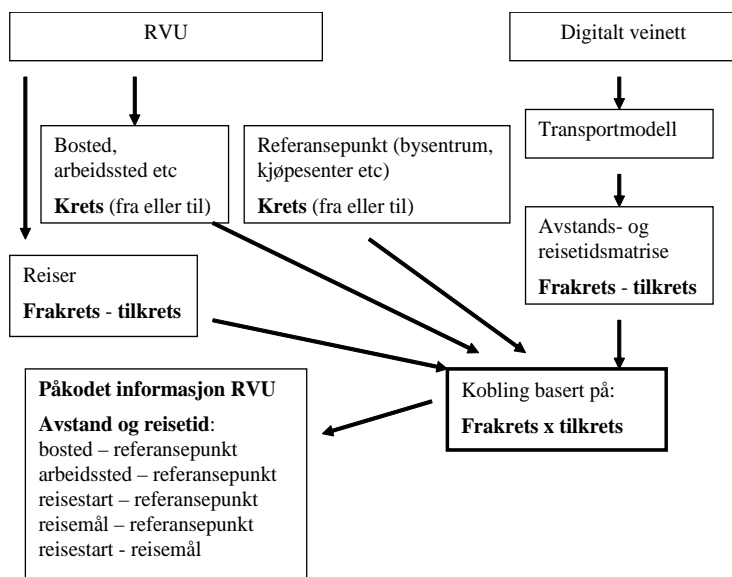 RVU
Digitalt veinett
Bosted,
arbeidssted etc
Krets (fra eller til)
Referansepunkt (bysentrum,
kjøpesenter etc)
Krets (fra eller til)
Transportmodell
Avstands- og
reisetidsmatrise
Frakrets - tilkrets
Reiser
Frakrets - tilkrets
Påkodet informasjon RVU
Avstand og reisetid:
bosted – referansepunkt
arbeidssted – referansepunkt
reisestart – referansepunkt
reisemål – referansepunkt
reisestart - reisemål
Kobling basert på:
Frakrets x tilkrets